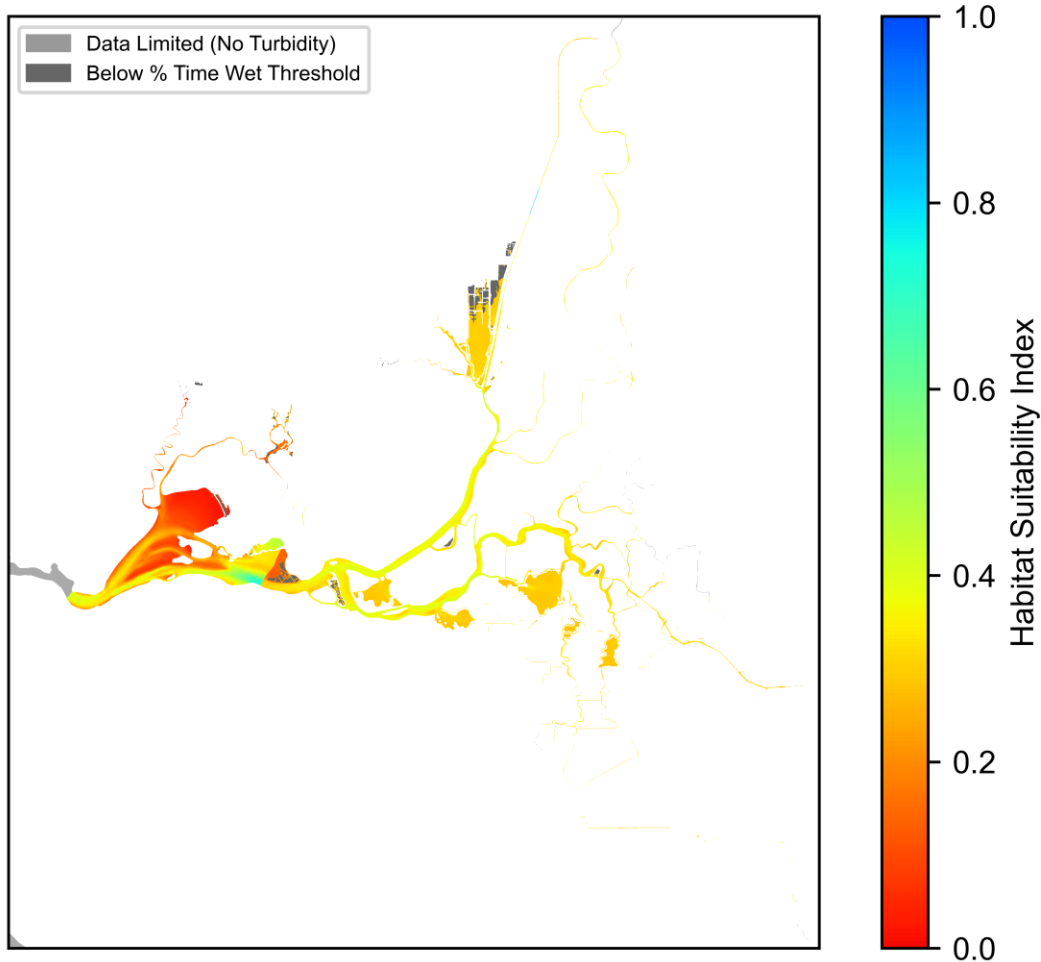 Data Limited (No Turbidity)
Below % Time Wet Threshold
1.0
0.8
0.6
0.4
0.2
0.0
Habitat Suitability Index